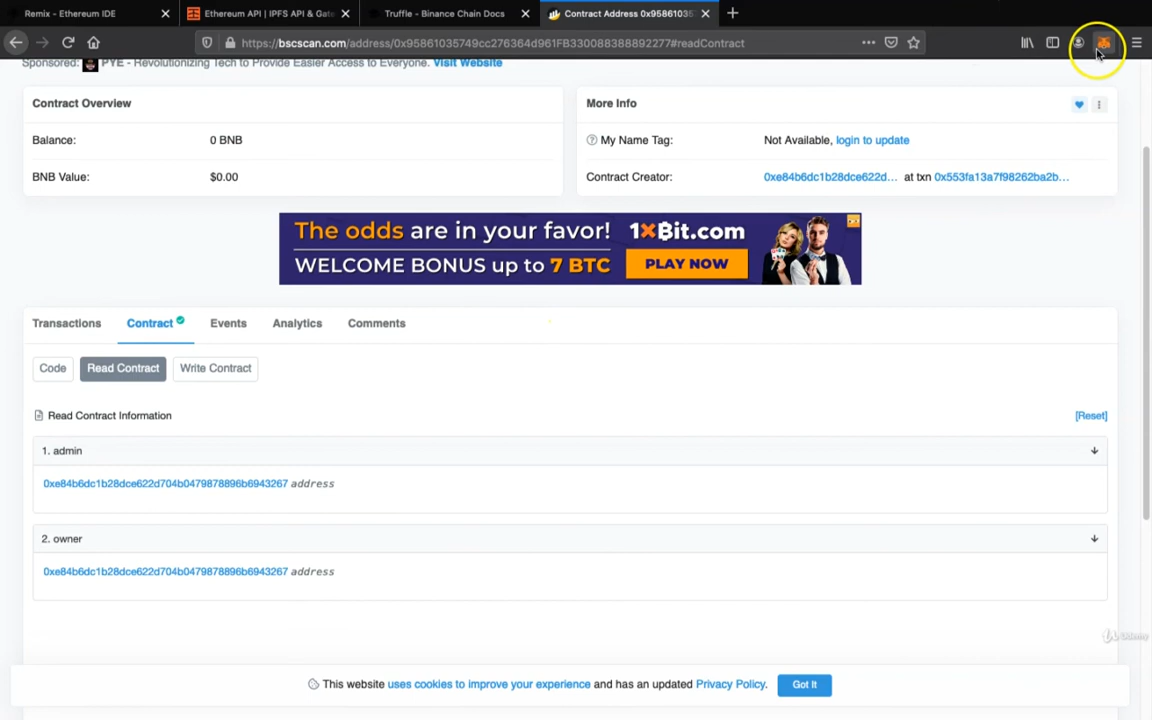 Remix - Ethereum IDE
Ethereum API | IPFS API & Gate
Truffle - Binance Chain Docs
Contract Address 0x95861035
https://bscscan.com/address/0x95861035749cc276364d961FB330088388892277#readContract
Sponsored: PYE - Revolutionizing Tech to Provide Easier Access to Everyone. Visit Website
Contract Overview
Balance: 0 BNB
BNB Value: $0.00
More Info
My Name Tag: Not Available, login to update
Contract Creator: 0xe84b6dc1b28dce622d... at txn 0x553fa13a7f98262ba2b...
The odds are in your favor!
WELCOME BONUS up to 7 BTC
1XBit.com
PLAY NOW
Transactions Contract Events Analytics Comments
Code Read Contract Write Contract
Read Contract Information [Reset]
1. admin
0xe84b6dc1b28dce622d704b0479878896b6943267 address
2. owner
0xe84b6dc1b28dce622d704b0479878896b6943267 address
Udemy
This website uses cookies to improve your experience and has an updated Privacy Policy. Got It